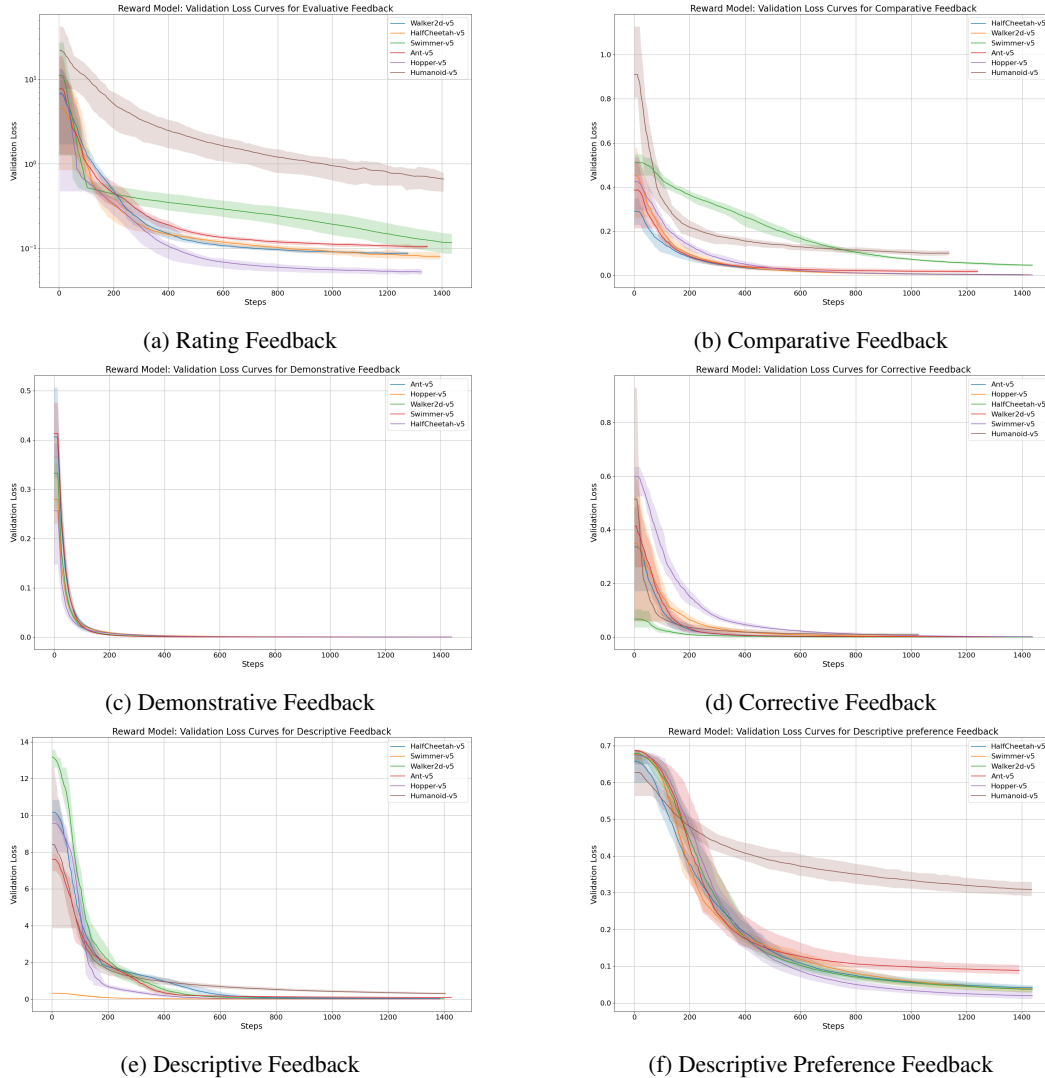 Reward Model: Validation Loss Curves for Evaluative Feedback
Walker2d-v5
HalfCheetah-v5
Swimmer-v5
Ant-v5
Hopper-v5
Humanoid-v5
10¹
10⁰
10⁻¹
Validation Loss
0 200 400 600 800 1000 1200 1400
Steps
(a) Rating Feedback
Reward Model: Validation Loss Curves for Comparative Feedback
HalfCheetah-v5
Walker2d-v5
Swimmer-v5
Ant-v5
Hopper-v5
Humanoid-v5
1.0
0.8
0.6
0.4
0.2
0.0
Validation Loss
0 200 400 600 800 1000 1200 1400
Steps
(b) Comparative Feedback
Reward Model: Validation Loss Curves for Demonstrative Feedback
Ant-v5
Hopper-v5
Walker2d-v5
Swimmer-v5
HalfCheetah-v5
0.5
0.4
0.3
0.2
0.1
0.0
Validation Loss
0 200 400 600 800 1000 1200 1400
Steps
(c) Demonstrative Feedback
Reward Model: Validation Loss Curves for Corrective Feedback
Ant-v5
Hopper-v5
HalfCheetah-v5
Walker2d-v5
Swimmer-v5
Humanoid-v5
0.8
0.6
0.4
0.2
0.0
Validation Loss
0 200 400 600 800 1000 1200 1400
Steps
(d) Corrective Feedback
Reward Model: Validation Loss Curves for Descriptive Feedback
HalfCheetah-v5
Swimmer-v5
Walker2d-v5
Ant-v5
Hopper-v5
Humanoid-v5
14
12
10
8
6
4
2
0
Validation Loss
0 200 400 600 800 1000 1200 1400
Steps
(e) Descriptive Feedback
Reward Model: Validation Loss Curves for Descriptive preference Feedback
HalfCheetah-v5
Swimmer-v5
Walker2d-v5
Ant-v5
Hopper-v5
Humanoid-v5
0.7
0.6
0.5
0.4
0.3
0.2
0.1
0.0
Validation Loss
0 200 400 600 800 1000 1200 1400
Steps
(f) Descriptive Preference Feedback